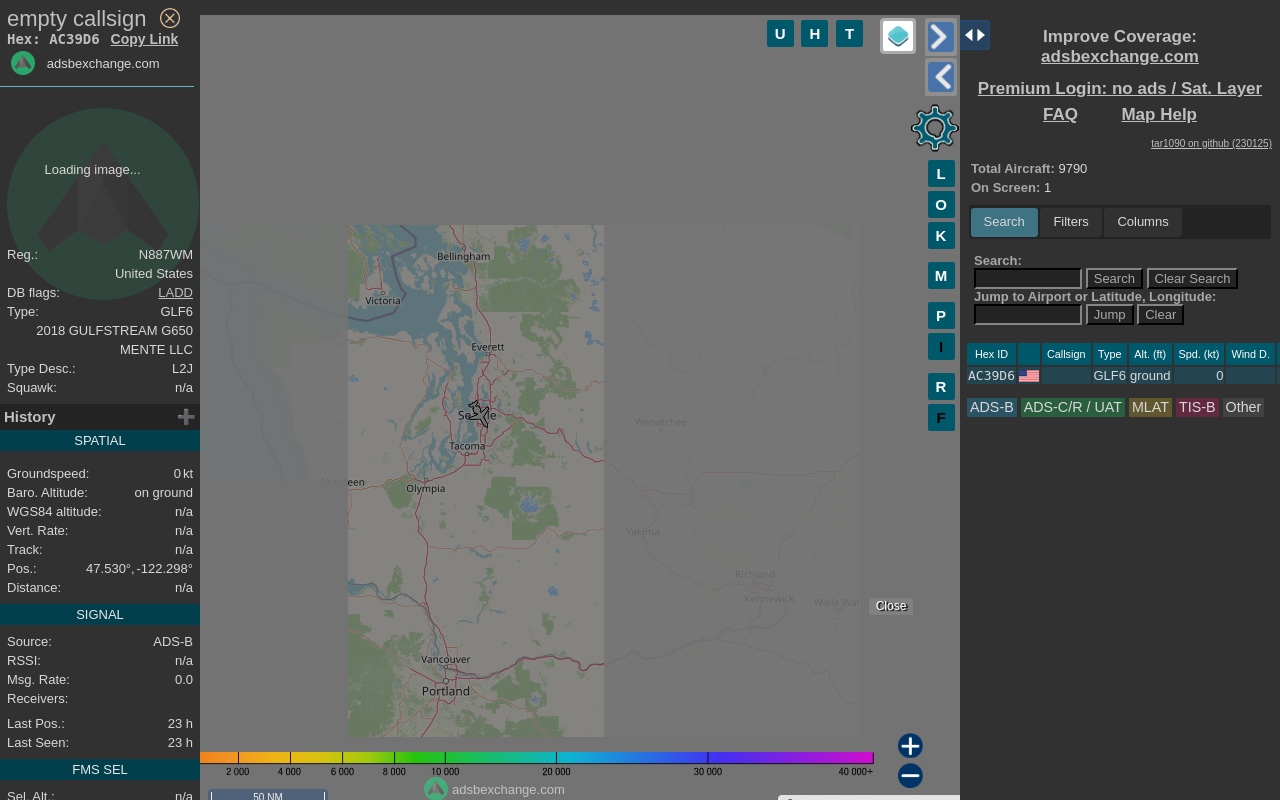 empty callsign
Hex: AC39D6 Copy Link
adsbexchange.com
Loading image...
Reg.: N887WM
United States
DB flags: LADD
Type: GLF6
2018 GULFSTREAM G650
MENTE LLC
Type Desc.: L2J
Squawk: n/a
History
SPATIAL
Groundspeed: 0 kt
Baro. Altitude: on ground
WGS84 altitude: n/a
Vert. Rate: n/a
Track: n/a
Pos.: 47.530°, -122.298°
Distance: n/a
SIGNAL
Source: ADS-B
RSSI: n/a
Msg. Rate: 0.0
Receivers:
Last Pos.: 23 h
Last Seen: 23 h
FMS SEL
Sel. Alt.: n/a
U H T
L
O
K
M
P
I
R
F
Bellingham
Victoria
Everett
Tacoma
Olympia
Wenatchee
Yakima
Richland
Kennewick
Walla Wal
Vancouver
Portland
Close
2 000 4 000 6 000 8 000 10 000 20 000 30 000 40 000+
adsbexchange.com
50 NM
Improve Coverage:
adsbexchange.com
Premium Login: no ads / Sat. Layer
FAQ Map Help
tar1090 on github (230125)
Total Aircraft: 9790
On Screen: 1
Search Filters Columns
Search:
Search Clear Search
Jump to Airport or Latitude, Longitude:
Jump Clear
Hex ID Callsign Type Alt. (ft) Spd. (kt) Wind D.
AC39D6 GLF6 ground 0
ADS-B ADS-C/R / UAT MLAT TIS-B Other